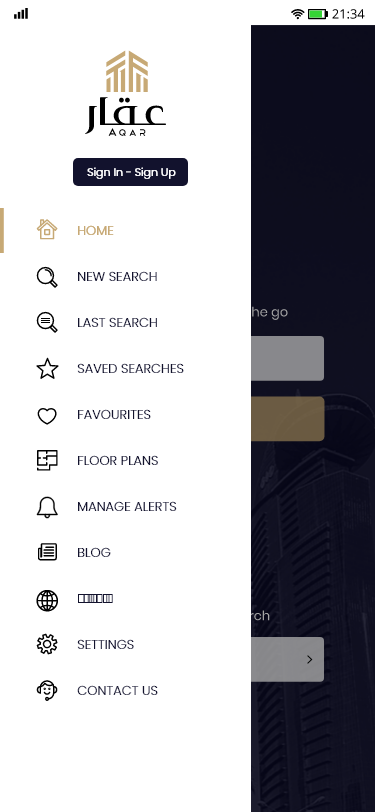 21:34
عقار
AQAR
Sign In - Sign Up
HOME
NEW SEARCH
LAST SEARCH
SAVED SEARCHES
he go
FAVOURITES
FLOOR PLANS
MANAGE ALERTS
BLOG
rch
SETTINGS
CONTACT US